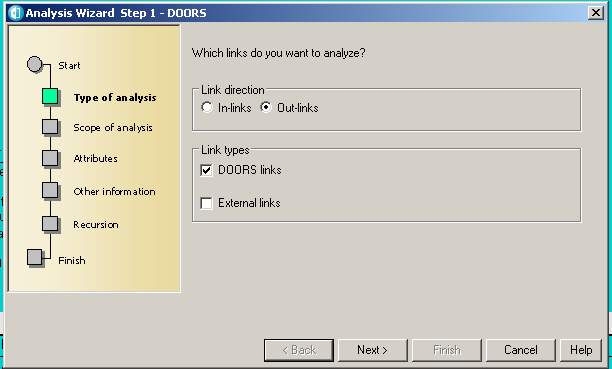 Analysis Wizard  Step 1 - DOORS
Start
Type of analysis
Scope of analysis
Attributes
Other information
Recursion
Finish
Which links do you want to analyze?
Link direction
In-links Out-links
Link types
DOORS links
External links
< Back Next > Finish Cancel Help